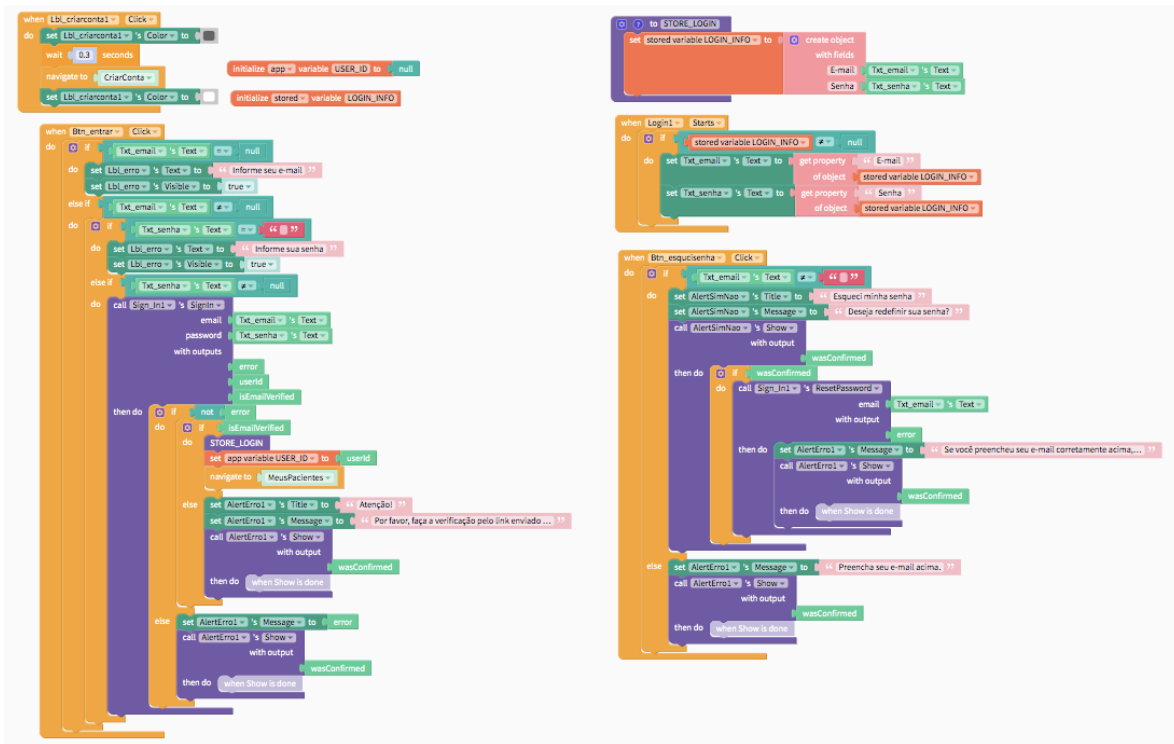 when Lbl_criarconta1 Click
do set Lbl_criarconta1 's Color to
wait 0.3 seconds
navigate to CriarConta
set Lbl_criarconta1 's Color to
initialize app variable USER_ID to null
initialize stored variable LOGIN_INFO
when Btn_entrar Click
do if Txt_email 's Text = null
do set Lbl_erro 's Text to “ Informe seu e-mail ”
set Lbl_erro 's Visible to true
else if Txt_email 's Text ≠ null
do if Txt_senha 's Text = “ ”
do set Lbl_erro 's Text to “ Informe sua senha ”
set Lbl_erro 's Visible to true
else if Txt_senha 's Text ≠ null
do call Sign_In1 's SignIn
email Txt_email 's Text
password Txt_senha 's Text
with outputs
error
userId
isEmailVerified
then do if not error
do if isEmailVerified
do STORE_LOGIN
set app variable USER_ID to userId
navigate to MeusPacientes
else set AlertErro1 's Title to “ Atenção! ”
set AlertErro1 's Message to “ Por favor, faça a verificação pelo link enviado ... ”
call AlertErro1 's Show
with output
wasConfirmed
then do when Show is done
else set AlertErro1 's Message to error
call AlertErro1 's Show
with output
wasConfirmed
then do when Show is done
? to STORE_LOGIN
set stored variable LOGIN_INFO to create object
with fields
E-mail Txt_email 's Text
Senha Txt_senha 's Text
when Login1 Starts
do if stored variable LOGIN_INFO ≠ null
do set Txt_email 's Text to get property “ E-mail ”
of object stored variable LOGIN_INFO
set Txt_senha 's Text to get property “ Senha ”
of object stored variable LOGIN_INFO
when Btn_esqucisenha Click
do if Txt_email 's Text ≠ “ ”
do set AlertSimNao 's Title to “ Esqueci minha senha ”
set AlertSimNao 's Message to “ Deseja redefinir sua senha? ”
call AlertSimNao 's Show
with output
wasConfirmed
then do if wasConfirmed
do call Sign_In1 's ResetPassword
email Txt_email 's Text
with output
error
then do set AlertErro1 's Message to “ Se você preencheu seu e-mail corretamente acima,... ”
call AlertErro1 's Show
with output
wasConfirmed
then do when Show is done
else set AlertErro1 's Message to “ Preencha seu e-mail acima. ”
call AlertErro1 's Show
with output
wasConfirmed
then do when Show is done